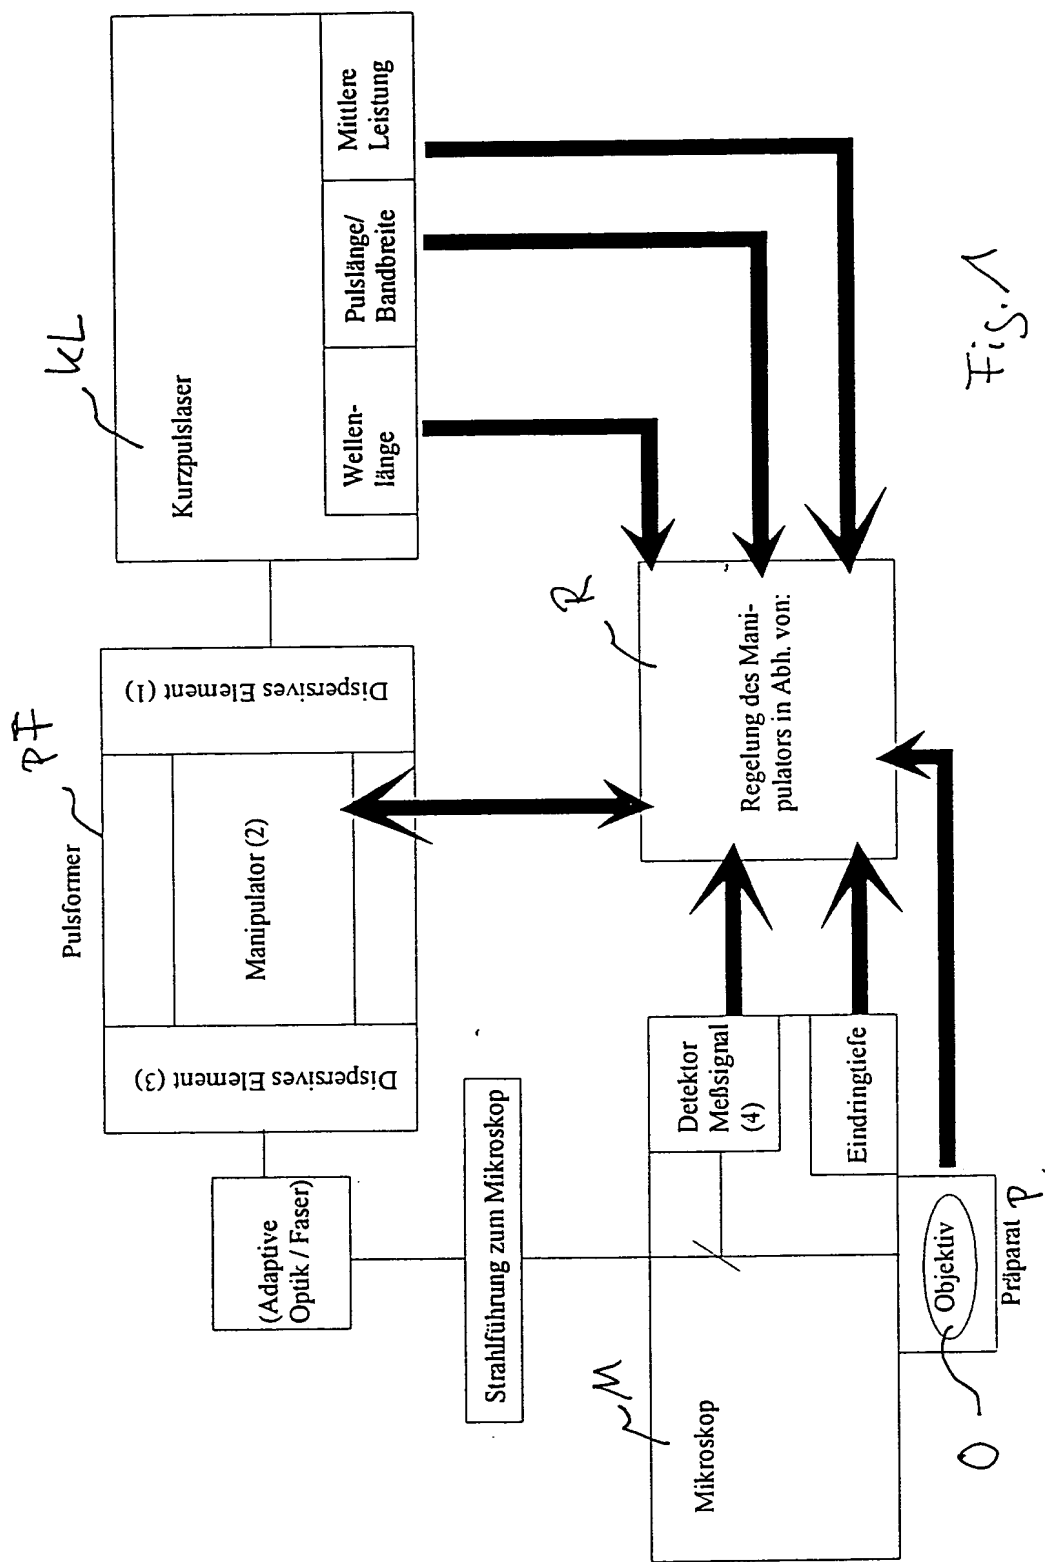 KL
Kurzpulslaser
Wellen-
länge
Pulslänge/
Bandbreite
Mittlere
Leistung
PF
Pulsformer
Dispersives Element (1)
Manipulator (2)
Dispersives Element (3)
(Adaptive
Optik / Faser)
Strahlführung zum Mikroskop
R
Regelung des Mani-
pulators in Abh. von:
M
Mikroskop
Detektor
Meßsignal
(4)
Eindringtiefe
Objektiv
O
Präparat
P
Fig. 1